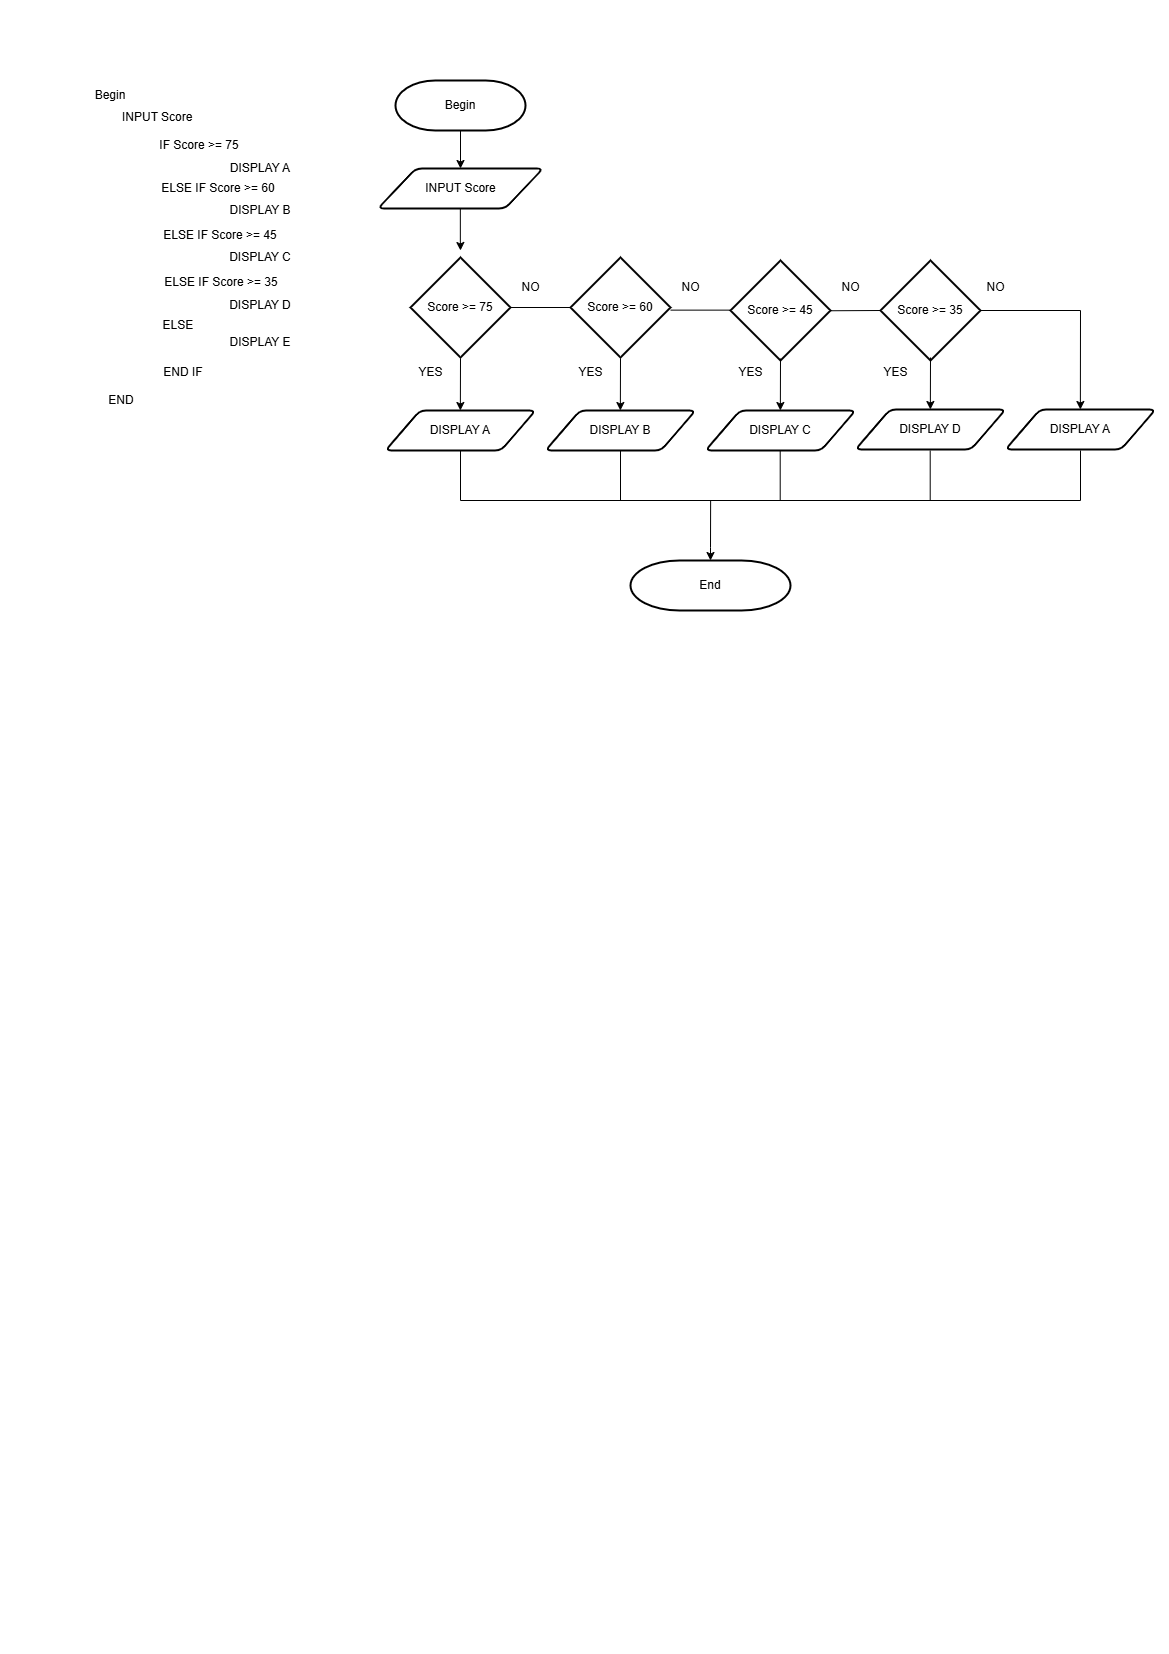 Begin
INPUT Score
IF Score >= 75
DISPLAY A
ELSE IF Score >= 60
DISPLAY B
ELSE IF Score >= 45
DISPLAY C
ELSE IF Score >= 35
DISPLAY D
ELSE
DISPLAY E
END IF
END
Begin
INPUT Score
Score >= 75
NO
Score >= 60
NO
Score >= 45
NO
Score >= 35
NO
YES
YES
YES
YES
DISPLAY A
DISPLAY B
DISPLAY C
DISPLAY D
DISPLAY A
End